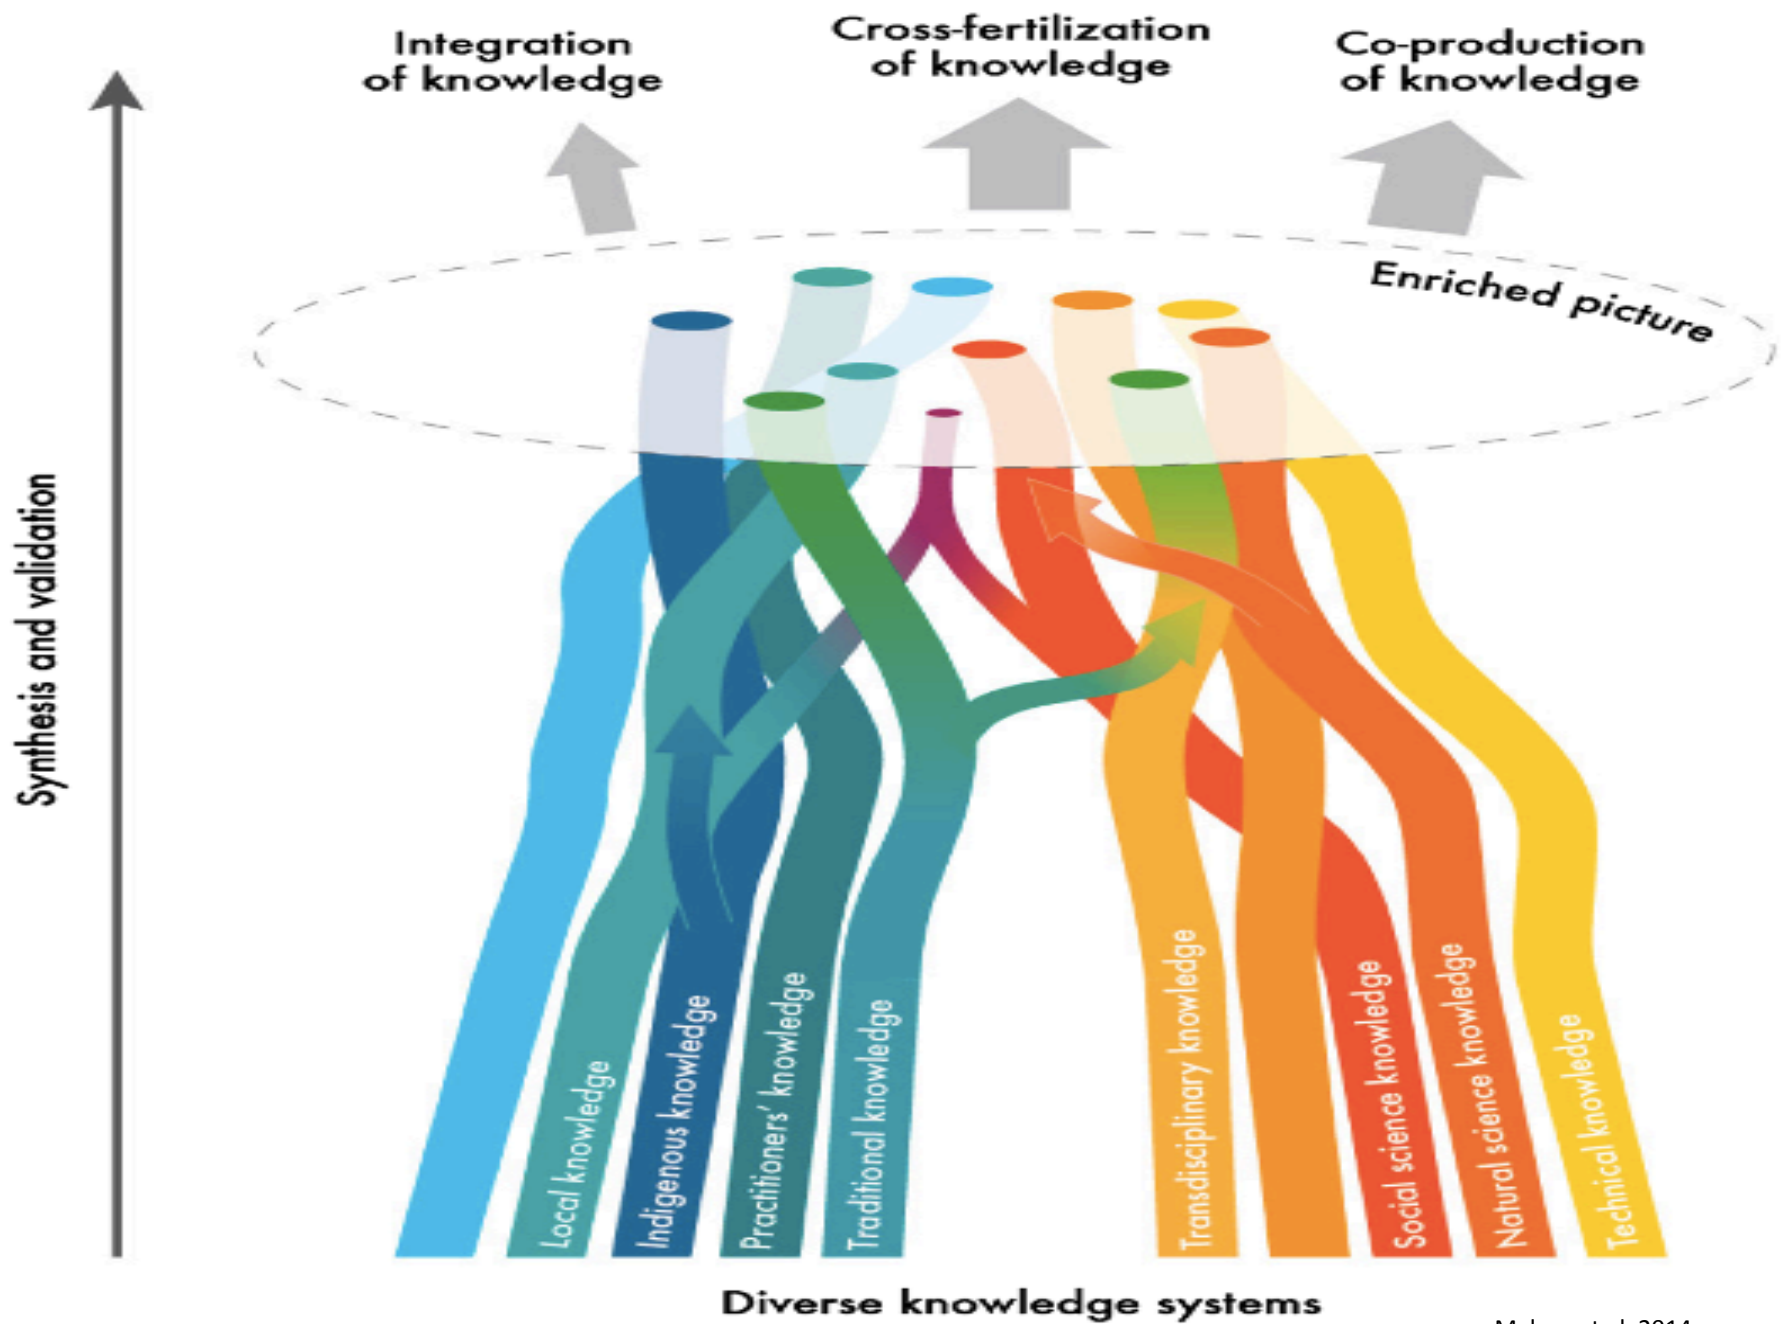 Integration
of knowledge
Cross-fertilization
of knowledge
Co-production
of knowledge
Enriched picture
Synthesis and validation
Local knowledge
Indigenous knowledge
Practitioners' knowledge
Traditional knowledge
Transdisciplinary knowledge
Social science knowledge
Natural science knowledge
Technical knowledge
Diverse knowledge systems
2014